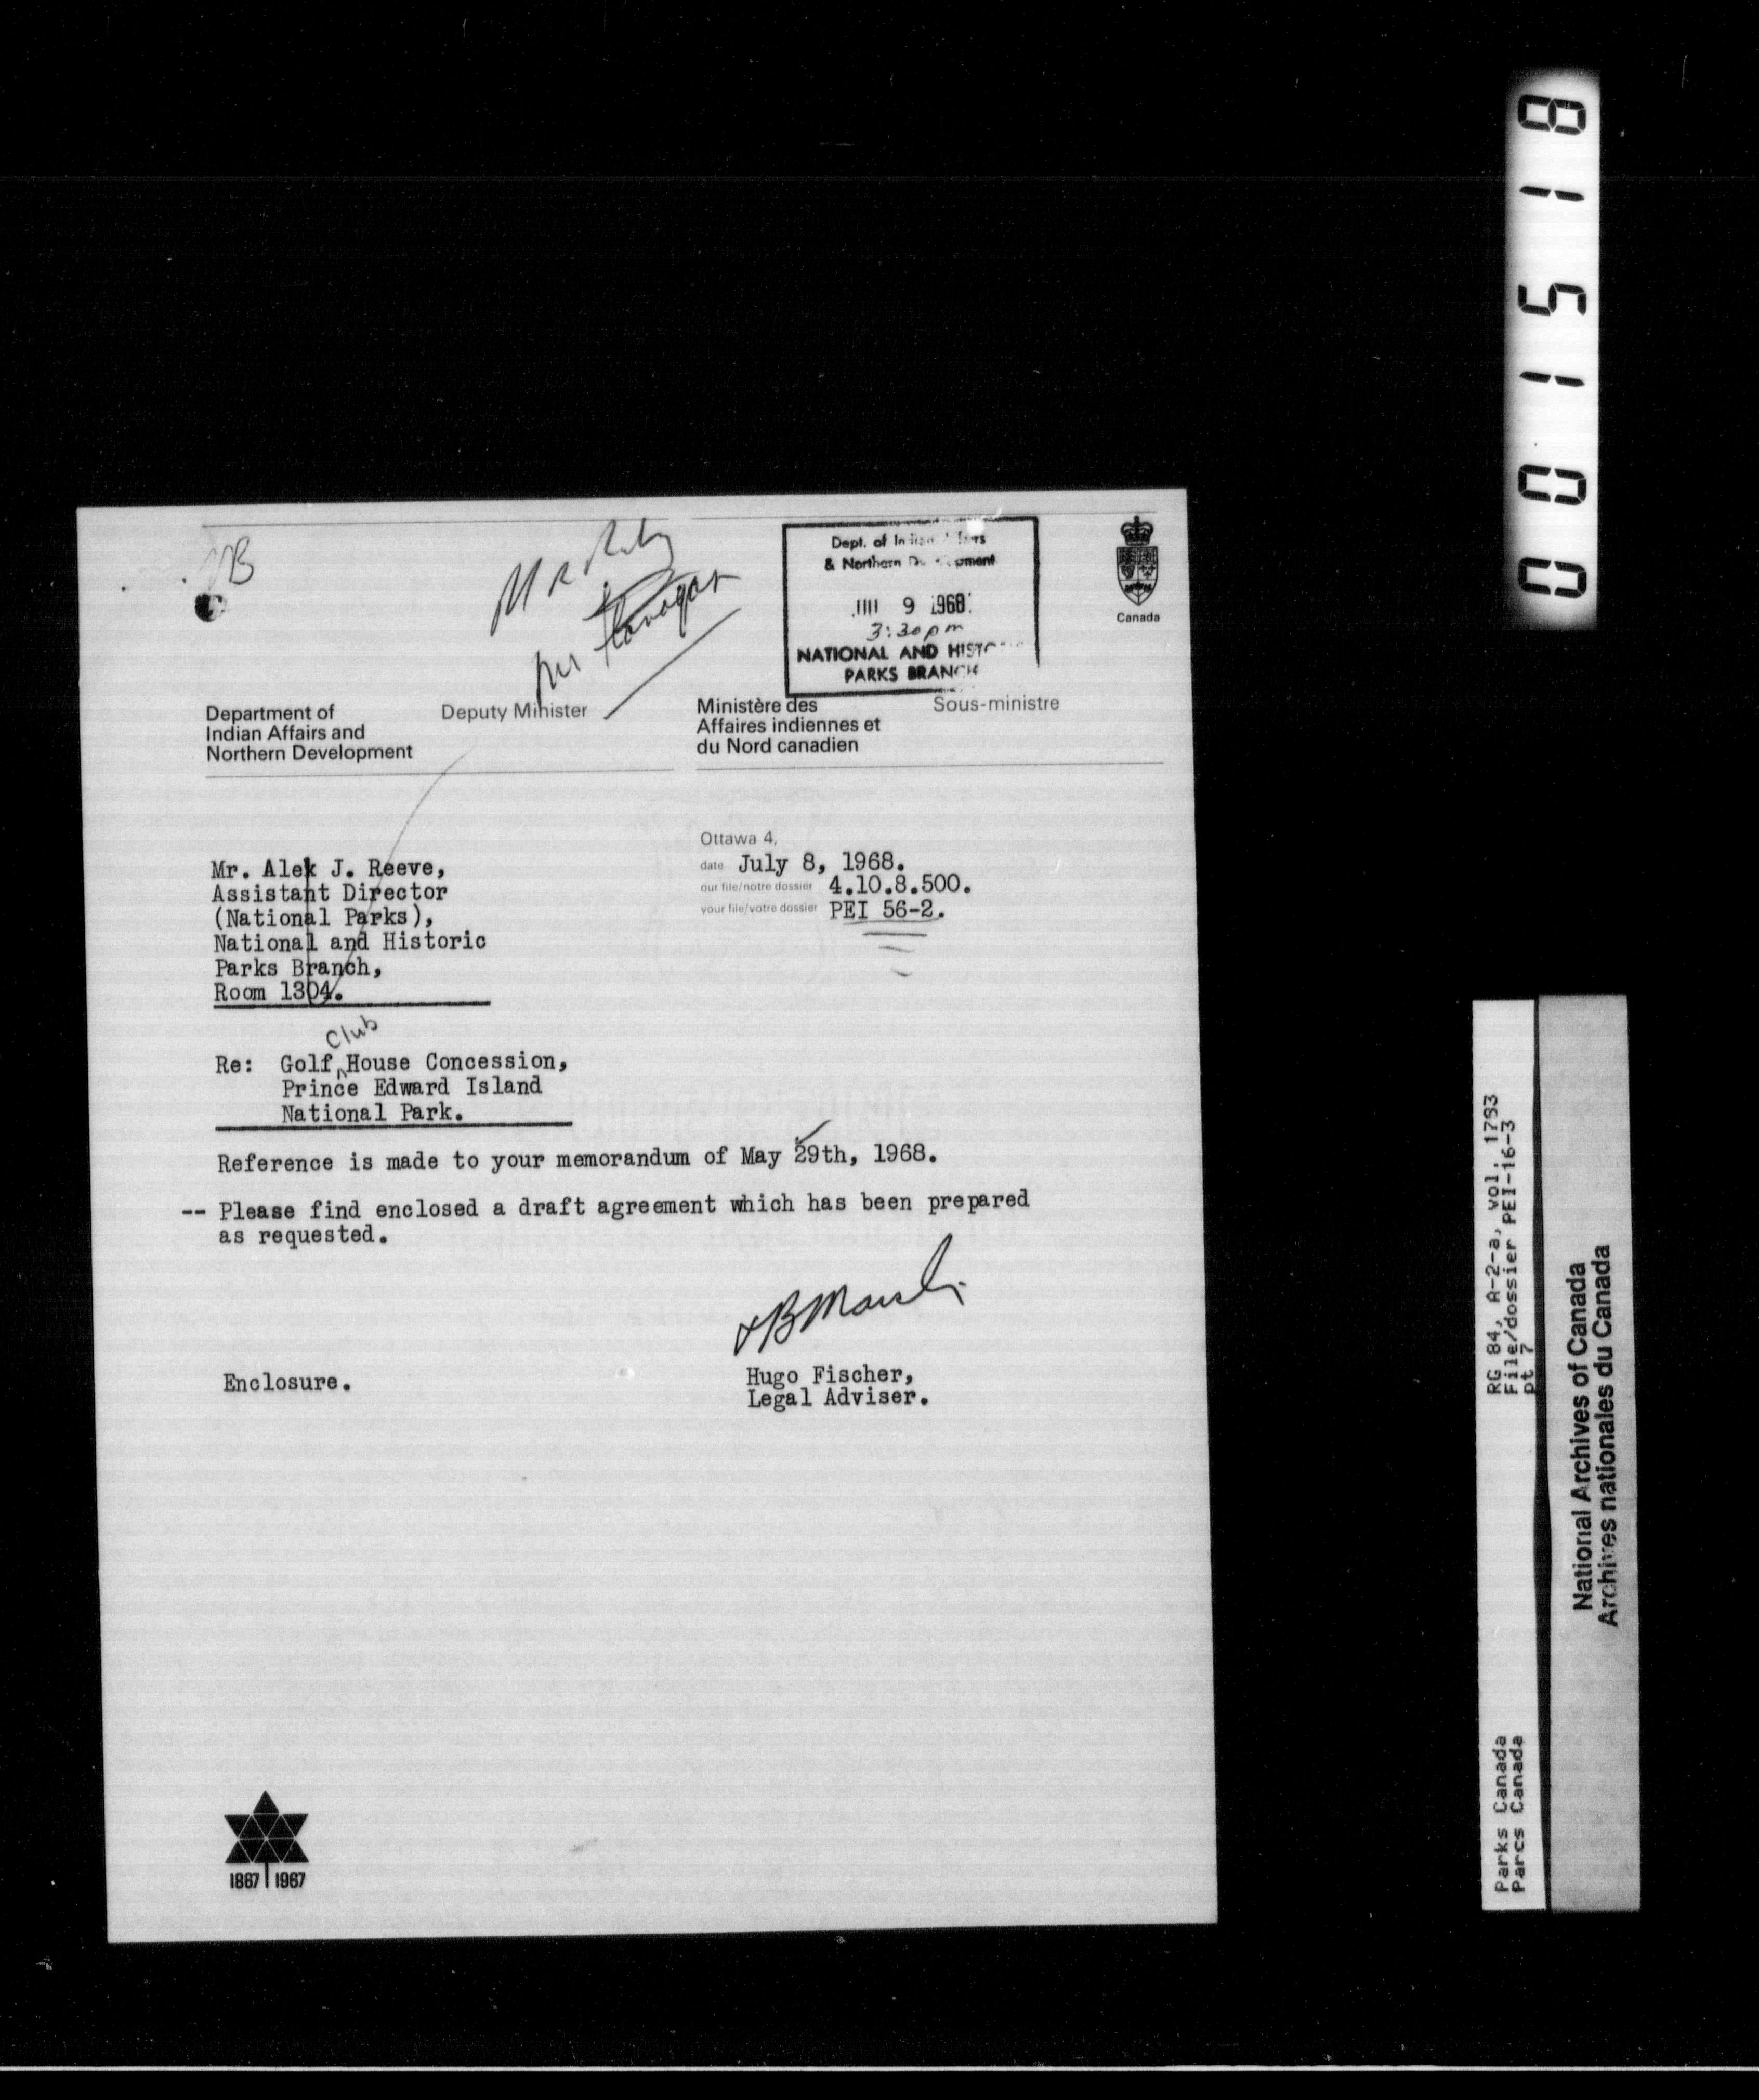 Dept. of Indian Affairs
& Northern Development
9 1968
3:30 pm
NATIONAL AND HISTORIC
PARKS BRANCH
Canada
Mr
Mr Flanagan
Department of
Indian Affairs and
Northern Development
Deputy Minister
Ministère des
Affaires indiennes et
du Nord canadien
Sous-ministre
Ottawa 4,
date July 8, 1968.
our file/notre dossier 4.10.8.500.
your file/votre dossier PEI 56-2.
Mr. Alek J. Reeve,
Assistant Director
(National Parks),
National and Historic
Parks Branch,
Room 1304.
Club
Re: Golf ^ House Concession,
Prince Edward Island
National Park.
Reference is made to your memorandum of May 29th, 1968.
-- Please find enclosed a draft agreement which has been prepared
as requested.
Enclosure.
Hugo Fischer,
Legal Adviser.
1867 1967
001518
RG 84, A-2-a, vol. 1793
File/dossier PEI-16-3
pt 7
Parks Canada
Parcs Canada
National Archives of Canada
Archives nationales du Canada